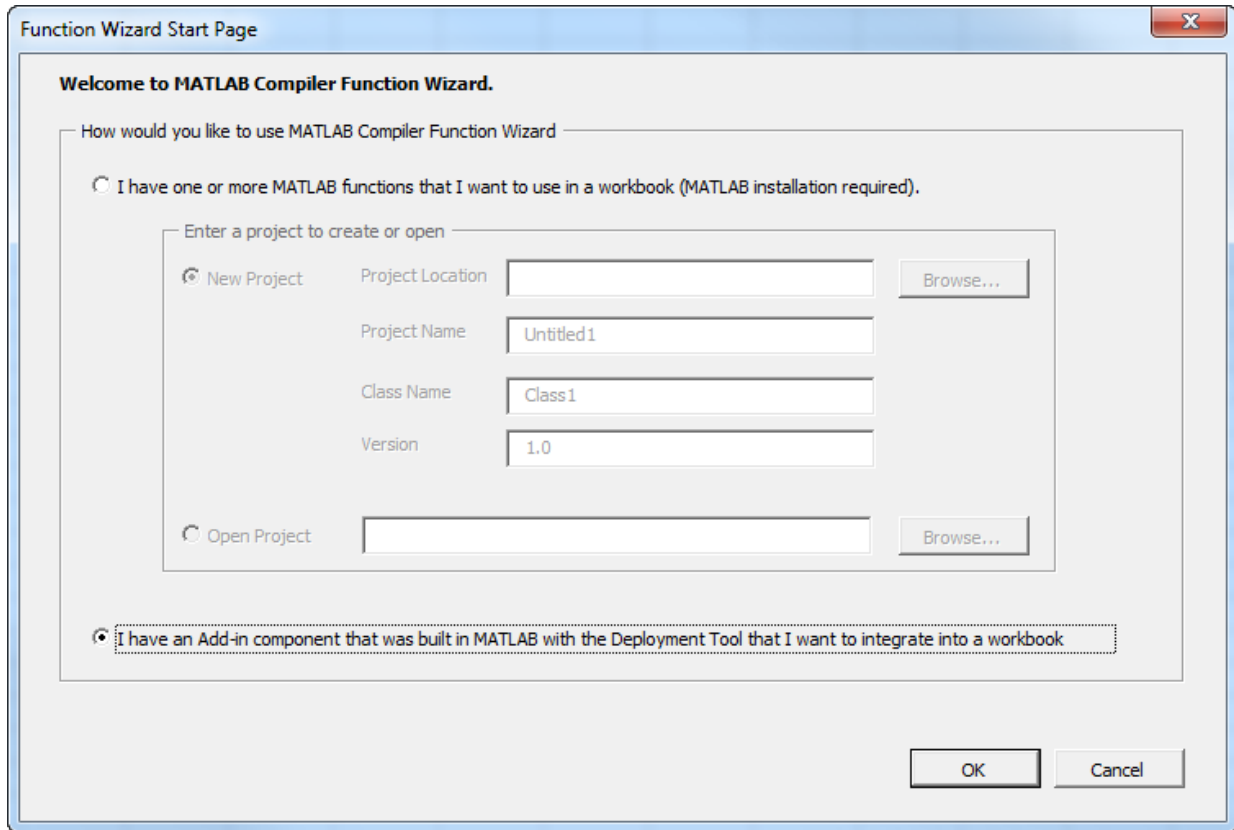 Function Wizard Start Page
Welcome to MATLAB Compiler Function Wizard.
How would you like to use MATLAB Compiler Function Wizard
I have one or more MATLAB functions that I want to use in a workbook (MATLAB installation required).
Enter a project to create or open
New Project Project Location Browse...
Project Name Untitled1
Class Name Class1
Version 1.0
Open Project Browse...
I have an Add-in component that was built in MATLAB with the Deployment Tool that I want to integrate into a workbook
OK Cancel